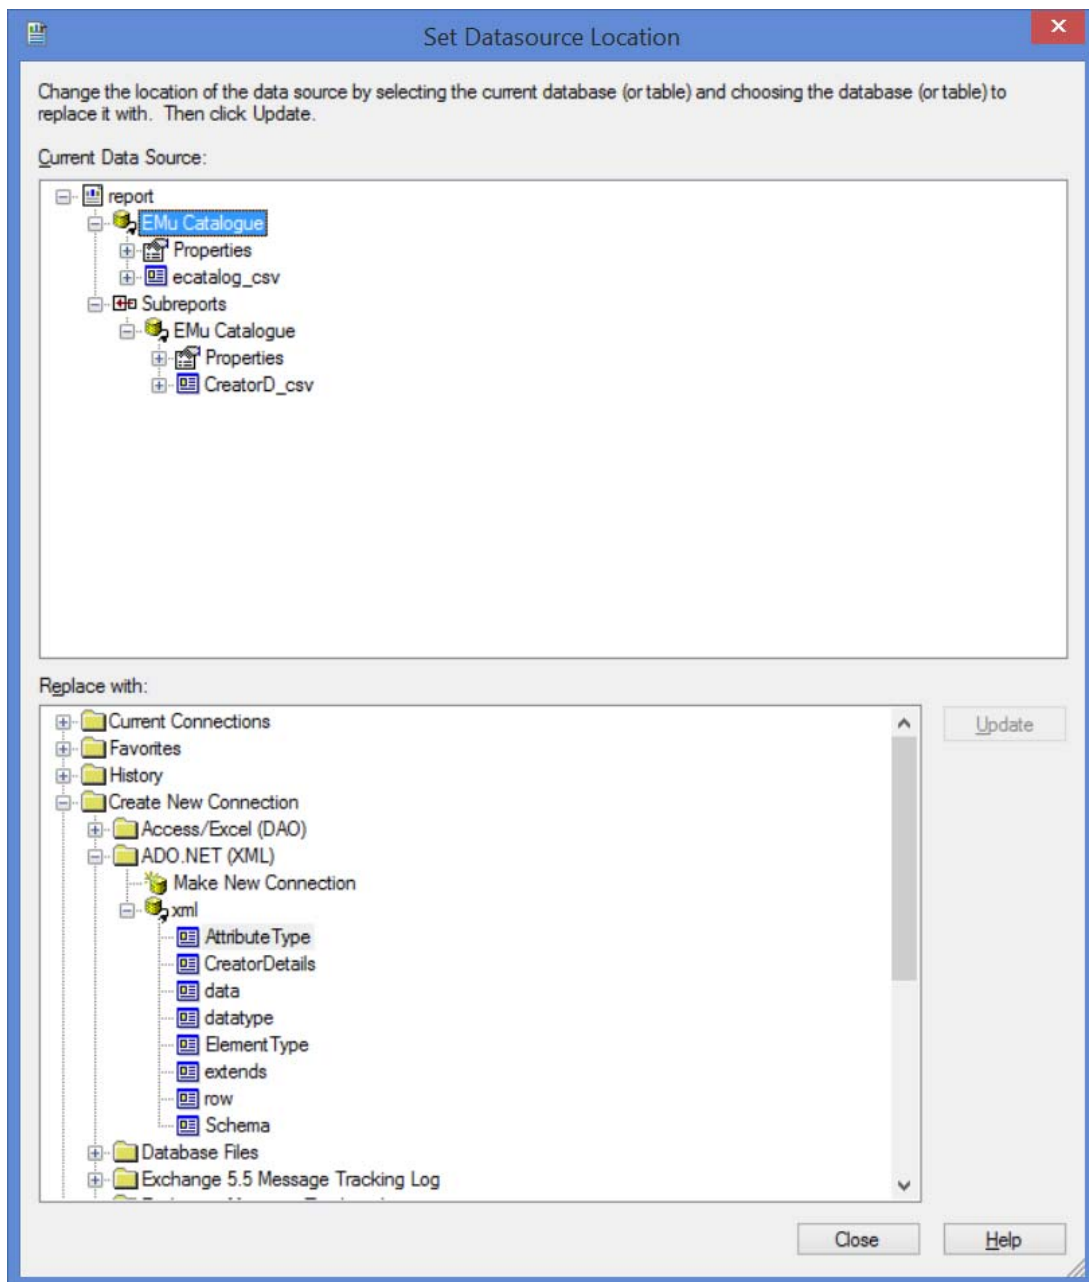 Set Datasource Location
Change the location of the data source by selecting the current database (or table) and choosing the database (or table) to
replace it with. Then click Update.
Current Data Source:
report
EMu Catalogue
Properties
ecatalog_csv
Subreports
EMu Catalogue
Properties
CreatorD_csv
Replace with:
Current Connections
Update
Favorites
History
Create New Connection
Access/Excel (DAO)
ADO.NET (XML)
Make New Connection
xml
AttributeType
CreatorDetails
data
datatype
ElementType
extends
row
Schema
Database Files
Exchange 5.5 Message Tracking Log
Close
Help